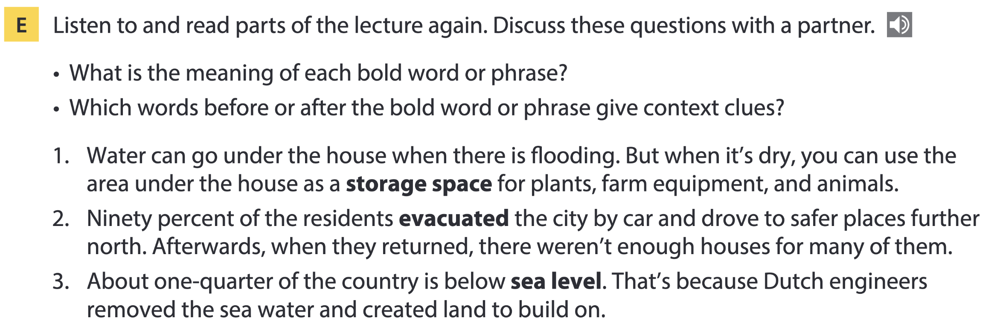 E Listen to and read parts of the lecture again. Discuss these questions with a partner.
• What is the meaning of each bold word or phrase?
• Which words before or after the bold word or phrase give context clues?
1. Water can go under the house when there is flooding. But when it’s dry, you can use the
area under the house as a storage space for plants, farm equipment, and animals.
2. Ninety percent of the residents evacuated the city by car and drove to safer places further
north. Afterwards, when they returned, there weren’t enough houses for many of them.
3. About one-quarter of the country is below sea level. That’s because Dutch engineers
removed the sea water and created land to build on.